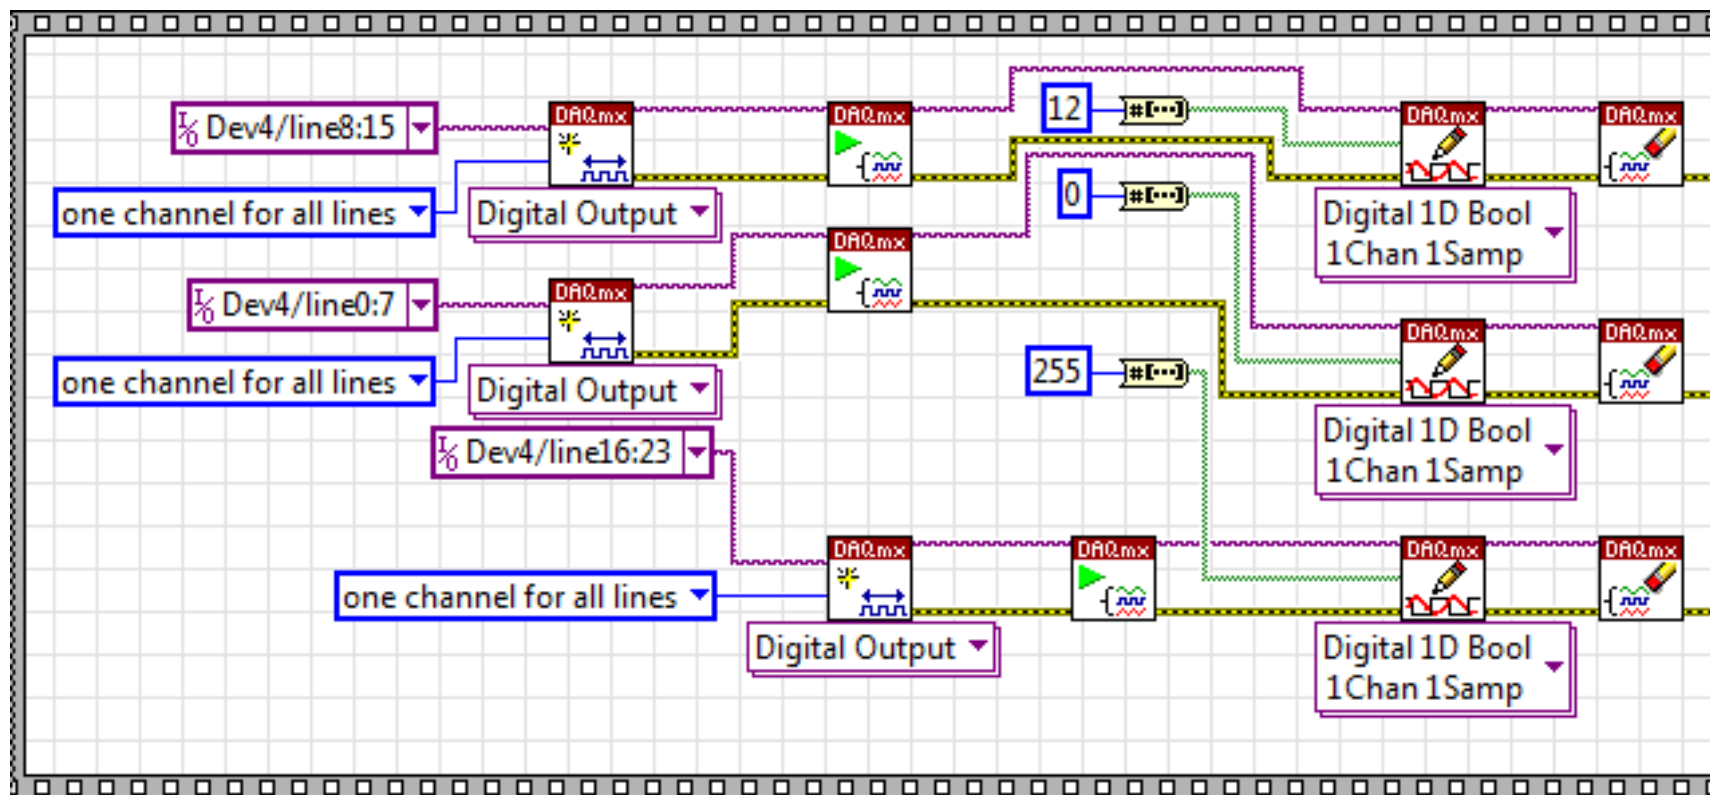 DAQmx
DAQmx
DAQmx
DAQmx
12
Dev4/line8:15
one channel for all lines
Digital Output
0
Digital 1D Bool
1Chan 1Samp
DAQmx
Dev4/line0:7
DAQmx
one channel for all lines
Digital Output
DAQmx
DAQmx
255
Digital 1D Bool
1Chan 1Samp
Dev4/line16:23
DAQmx
DAQmx
DAQmx
DAQmx
one channel for all lines
Digital Output
Digital 1D Bool
1Chan 1Samp